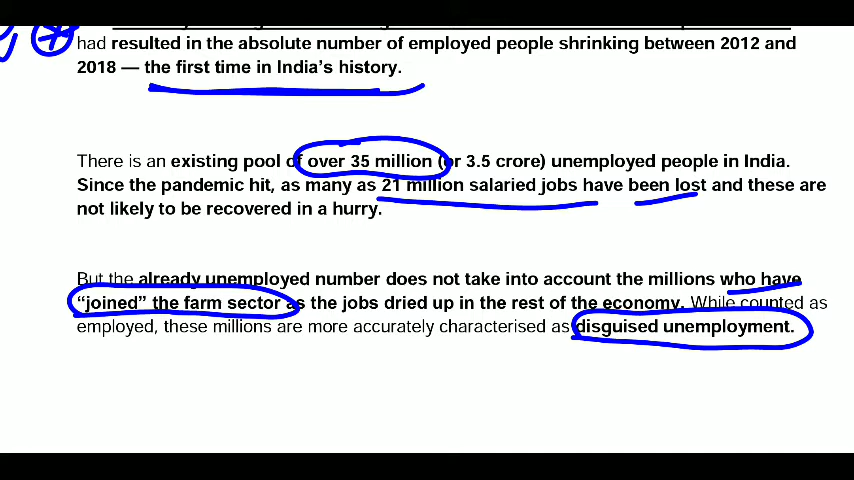 had resulted in the absolute number of employed people shrinking between 2012 and
2018 — the first time in India's history.
There is an existing pool of over 35 million (or 3.5 crore) unemployed people in India.
Since the pandemic hit, as many as 21 million salaried jobs have been lost and these are
not likely to be recovered in a hurry.
But the already unemployed number does not take into account the millions who have
“joined” the farm sector as the jobs dried up in the rest of the economy. While counted as
employed, these millions are more accurately characterised as disguised unemployment.